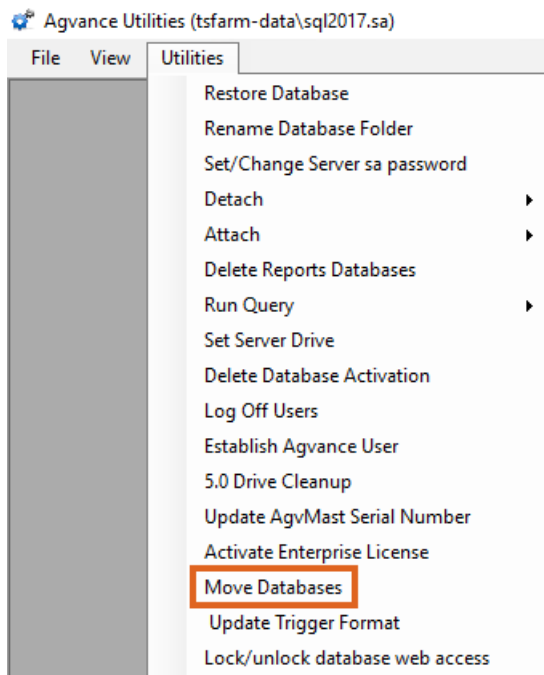 Agvance Utilities (tsfarm-data\sql2017.sa)
File View Utilities
Restore Database
Rename Database Folder
Set/Change Server sa password
Detach
Attach
Delete Reports Databases
Run Query
Set Server Drive
Delete Database Activation
Log Off Users
Establish Agvance User
5.0 Drive Cleanup
Update AgvMast Serial Number
Activate Enterprise License
Move Databases
Update Trigger Format
Lock/unlock database web access